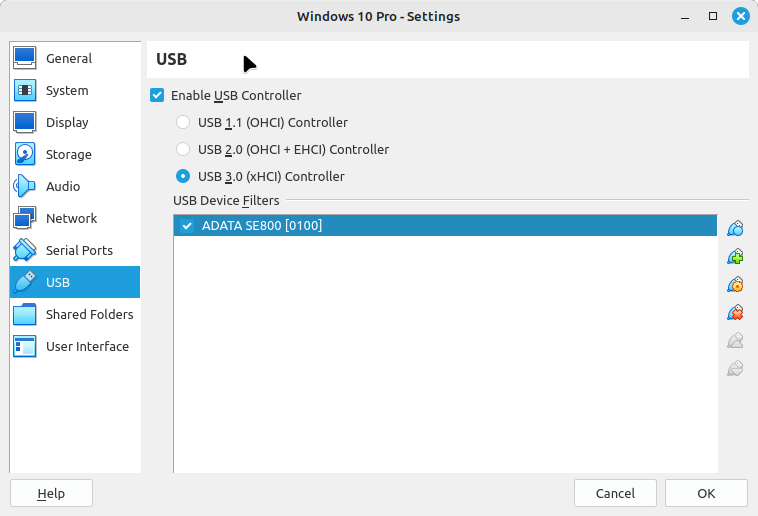 Windows 10 Pro - Settings
General
System
Display
Storage
Audio
Network
Serial Ports
USB
Shared Folders
User Interface
USB
Enable USB Controller
USB 1.1 (OHCI) Controller
USB 2.0 (OHCI + EHCI) Controller
USB 3.0 (xHCI) Controller
USB Device Filters
ADATA SE800 [0100]
Help
Cancel
OK